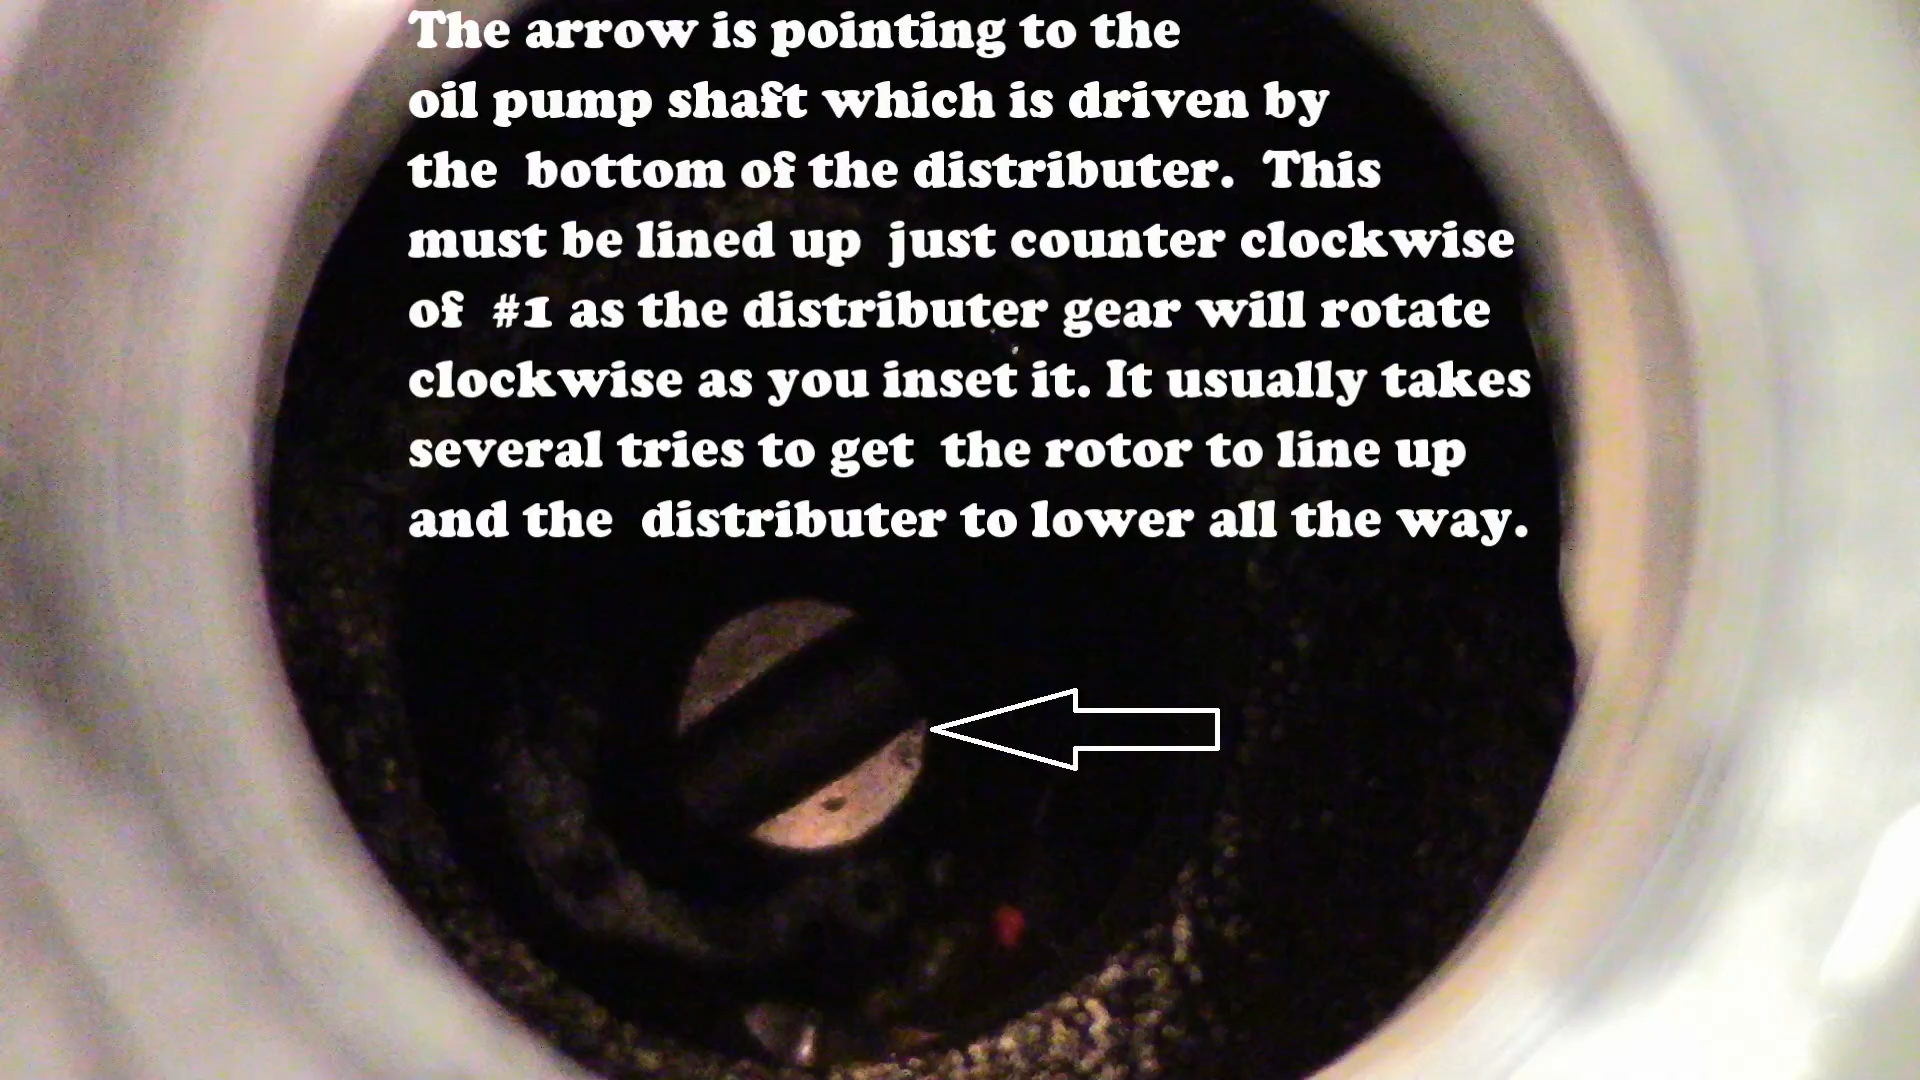 The arrow is pointing to the
oil pump shaft which is driven by
the bottom of the distributer. This
must be lined up just counter clockwise
of #1 as the distributer gear will rotate
clockwise as you inset it. It usually takes
several tries to get the rotor to line up
and the distributer to lower all the way.